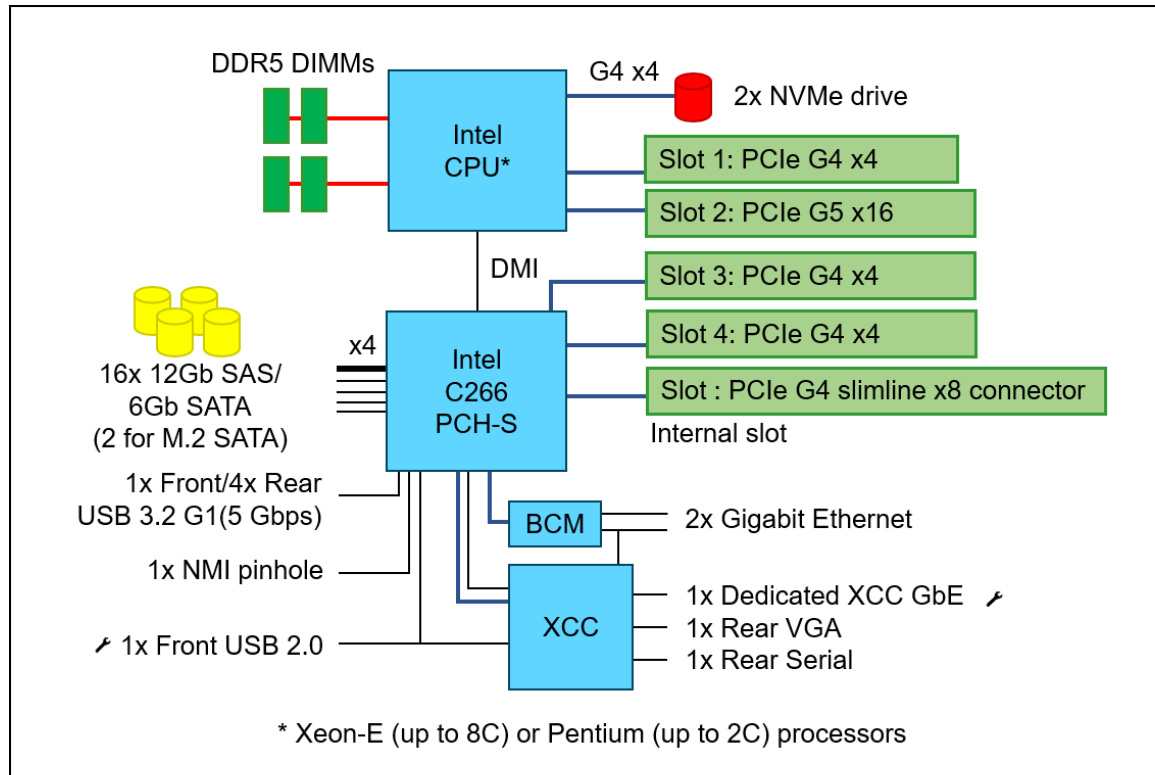 DDR5 DIMMs
G4 x4
2x NVMe drive
Intel
CPU*
Slot 1: PCIe G4 x4
Slot 2: PCIe G5 x16
DMI
Slot 3: PCIe G4 x4
Slot 4: PCIe G4 x4
Slot : PCIe G4 slimline x8 connector
Internal slot
x4
Intel
C266
PCH-S
16x 12Gb SAS/
6Gb SATA
(2 for M.2 SATA)
1x Front/4x Rear
USB 3.2 G1(5 Gbps)
BCM
2x Gigabit Ethernet
1x NMI pinhole
XCC
1x Dedicated XCC GbE
1x Rear VGA
1x Rear Serial
1x Front USB 2.0
* Xeon-E (up to 8C) or Pentium (up to 2C) processors